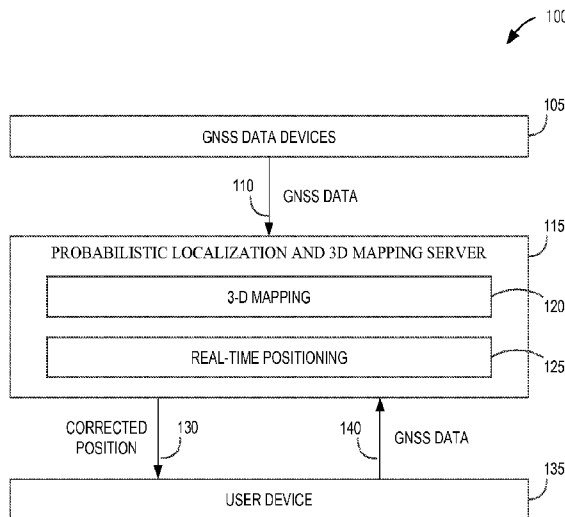 100
105
GNSS DATA DEVICES
110
GNSS DATA
115
PROBABILISTIC LOCALIZATION AND 3D MAPPING SERVER
3-D MAPPING
120
REAL-TIME POSITIONING
125
CORRECTED
POSITION
130
140
GNSS DATA
135
USER DEVICE